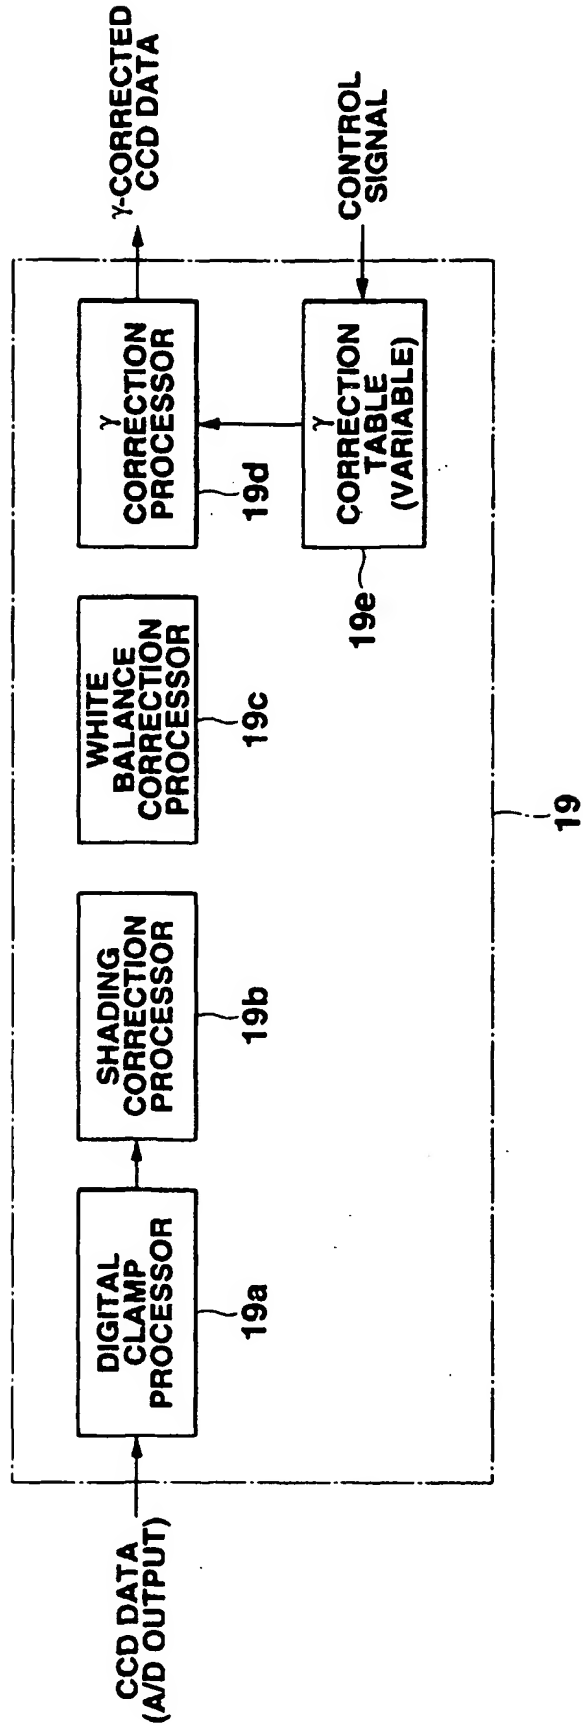 CCD DATA
(A/D OUTPUT)
DIGITAL
CLAMP
PROCESSOR
19a
SHADING
CORRECTION
PROCESSOR
19b
WHITE
BALANCE
CORRECTION
PROCESSOR
19c
γ
CORRECTION
PROCESSOR
19d
γ-CORRECTED
CCD DATA
γ
CORRECTION
TABLE
(VARIABLE)
19e
CONTROL
SIGNAL
19